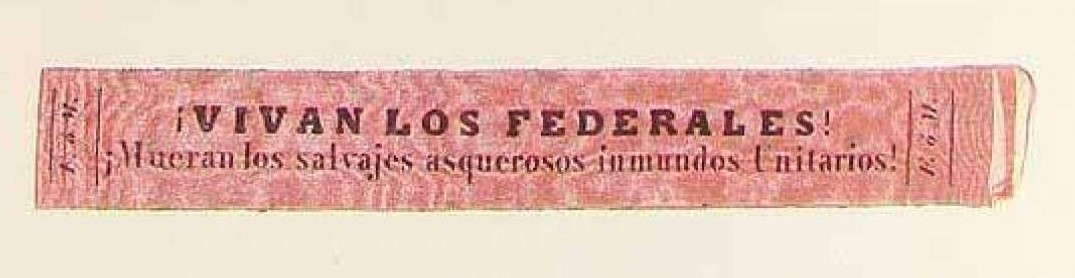 F. ó M.
¡VIVAN LOS FEDERALES!
¡Mueran los salvajes asquerosos inmundos Unitarios!
F. ó M.